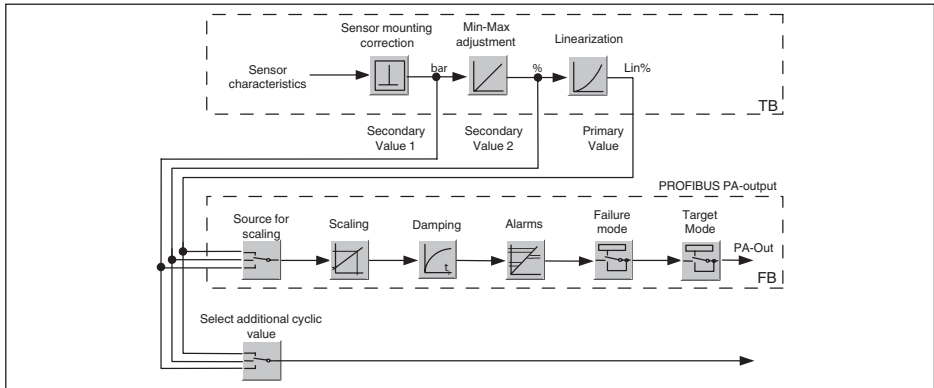 Sensor mounting
correction
Min-Max
adjustment
Linearization
Sensor
characteristics
bar
%
Lin%
TB
Secondary
Value 1
Secondary
Value 2
Primary
Value
PROFIBUS PA-output
Source for
scaling
Scaling
Damping
Alarms
Failure
mode
Target
Mode
t
PA-Out
FB
Select additional cyclic
value